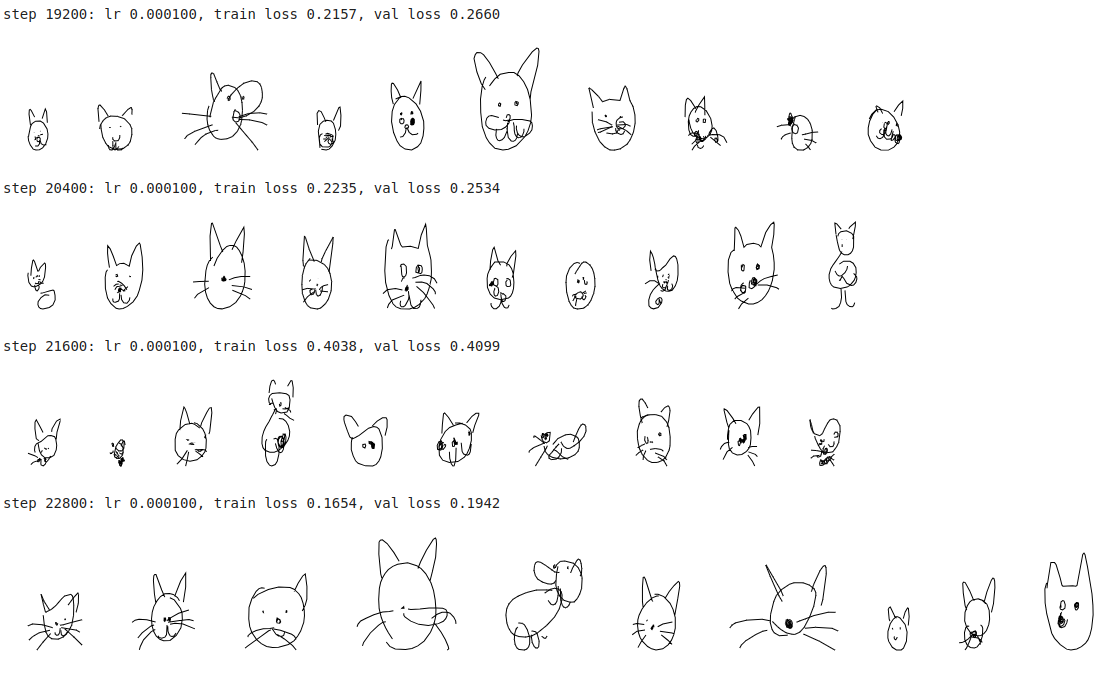 step 19200: lr 0.000100, train loss 0.2157, val loss 0.2660
step 20400: lr 0.000100, train loss 0.2235, val loss 0.2534
step 21600: lr 0.000100, train loss 0.4038, val loss 0.4099
step 22800: lr 0.000100, train loss 0.1654, val loss 0.1942